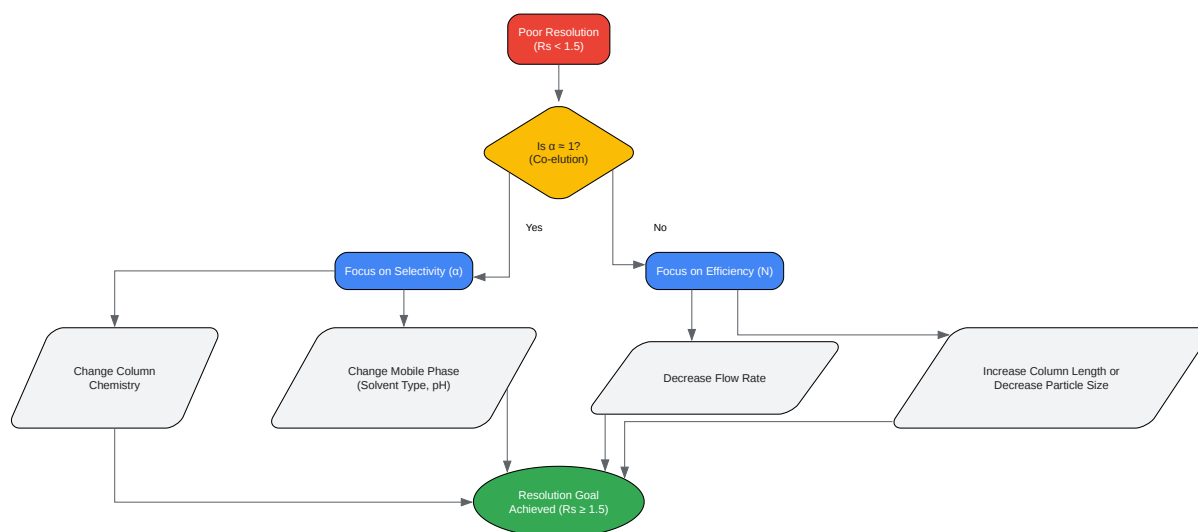 Poor Resolution
(Rs < 1.5)
Is α ≈ 1?
(Co-elution)
Yes
No
Focus on Selectivity (α)
Focus on Efficiency (N)
Change Column
Chemistry
Change Mobile Phase
(Solvent Type, pH)
Decrease Flow Rate
Increase Column Length or
Decrease Particle Size
Resolution Goal
Achieved (Rs ≥ 1.5)